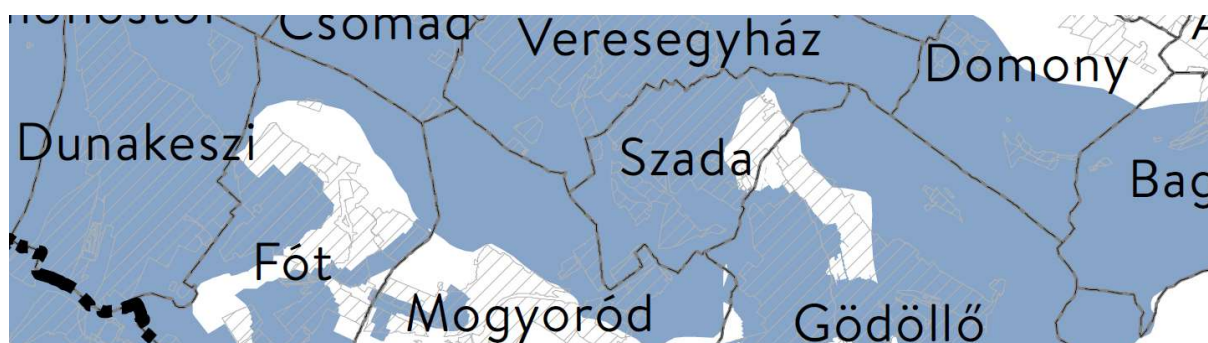 Csomád
Veresegyház
Domony
Dunakeszi
Szada
Fót
Mogyoród
Gödöllő